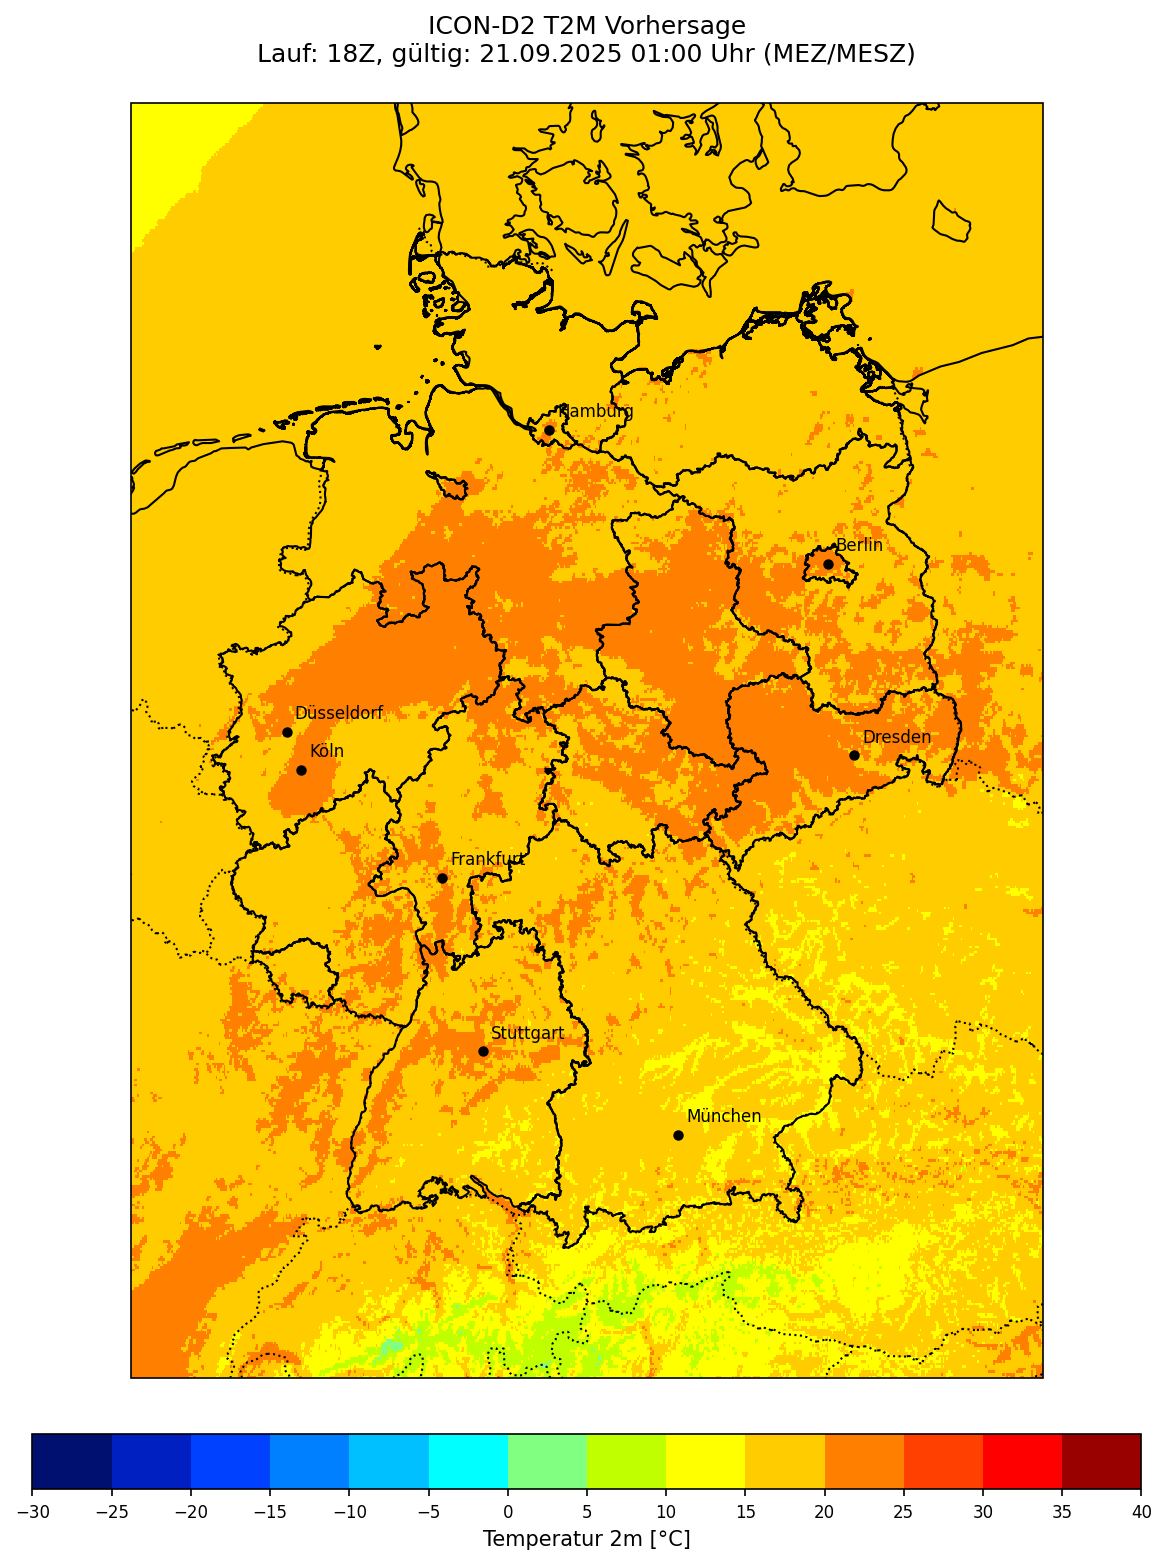 ICON-D2 T2M Vorhersage
Lauf: 18Z, gültig: 21.09.2025 01:00 Uhr (MEZ/MESZ)
Hamburg
Berlin
Düsseldorf
Dresden
Köln
Frankfurt
Stuttgart
München
−30 −25 −20 −15 −10 −5 0 5 10 15 20 25 30 35 40
Temperatur 2m [°C]